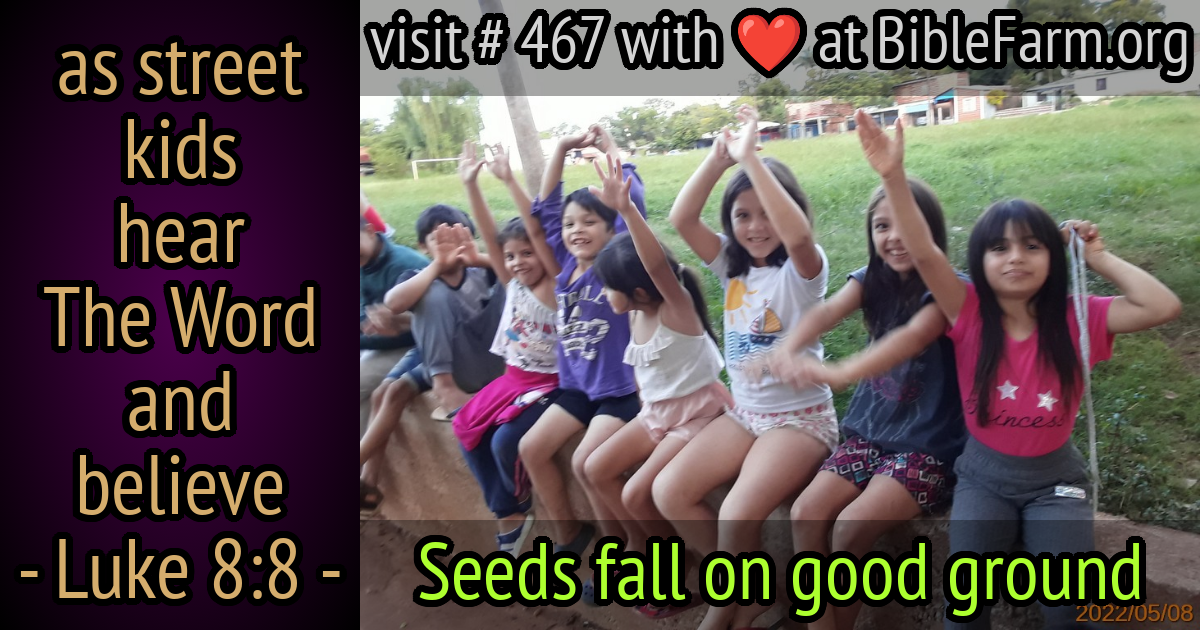 as street
kids
hear
The Word
and
believe
- Luke 8:8 -
visit # 467 with ❤️ at BibleFarm.org
Princess
Seeds fall on good ground
2022/05/08